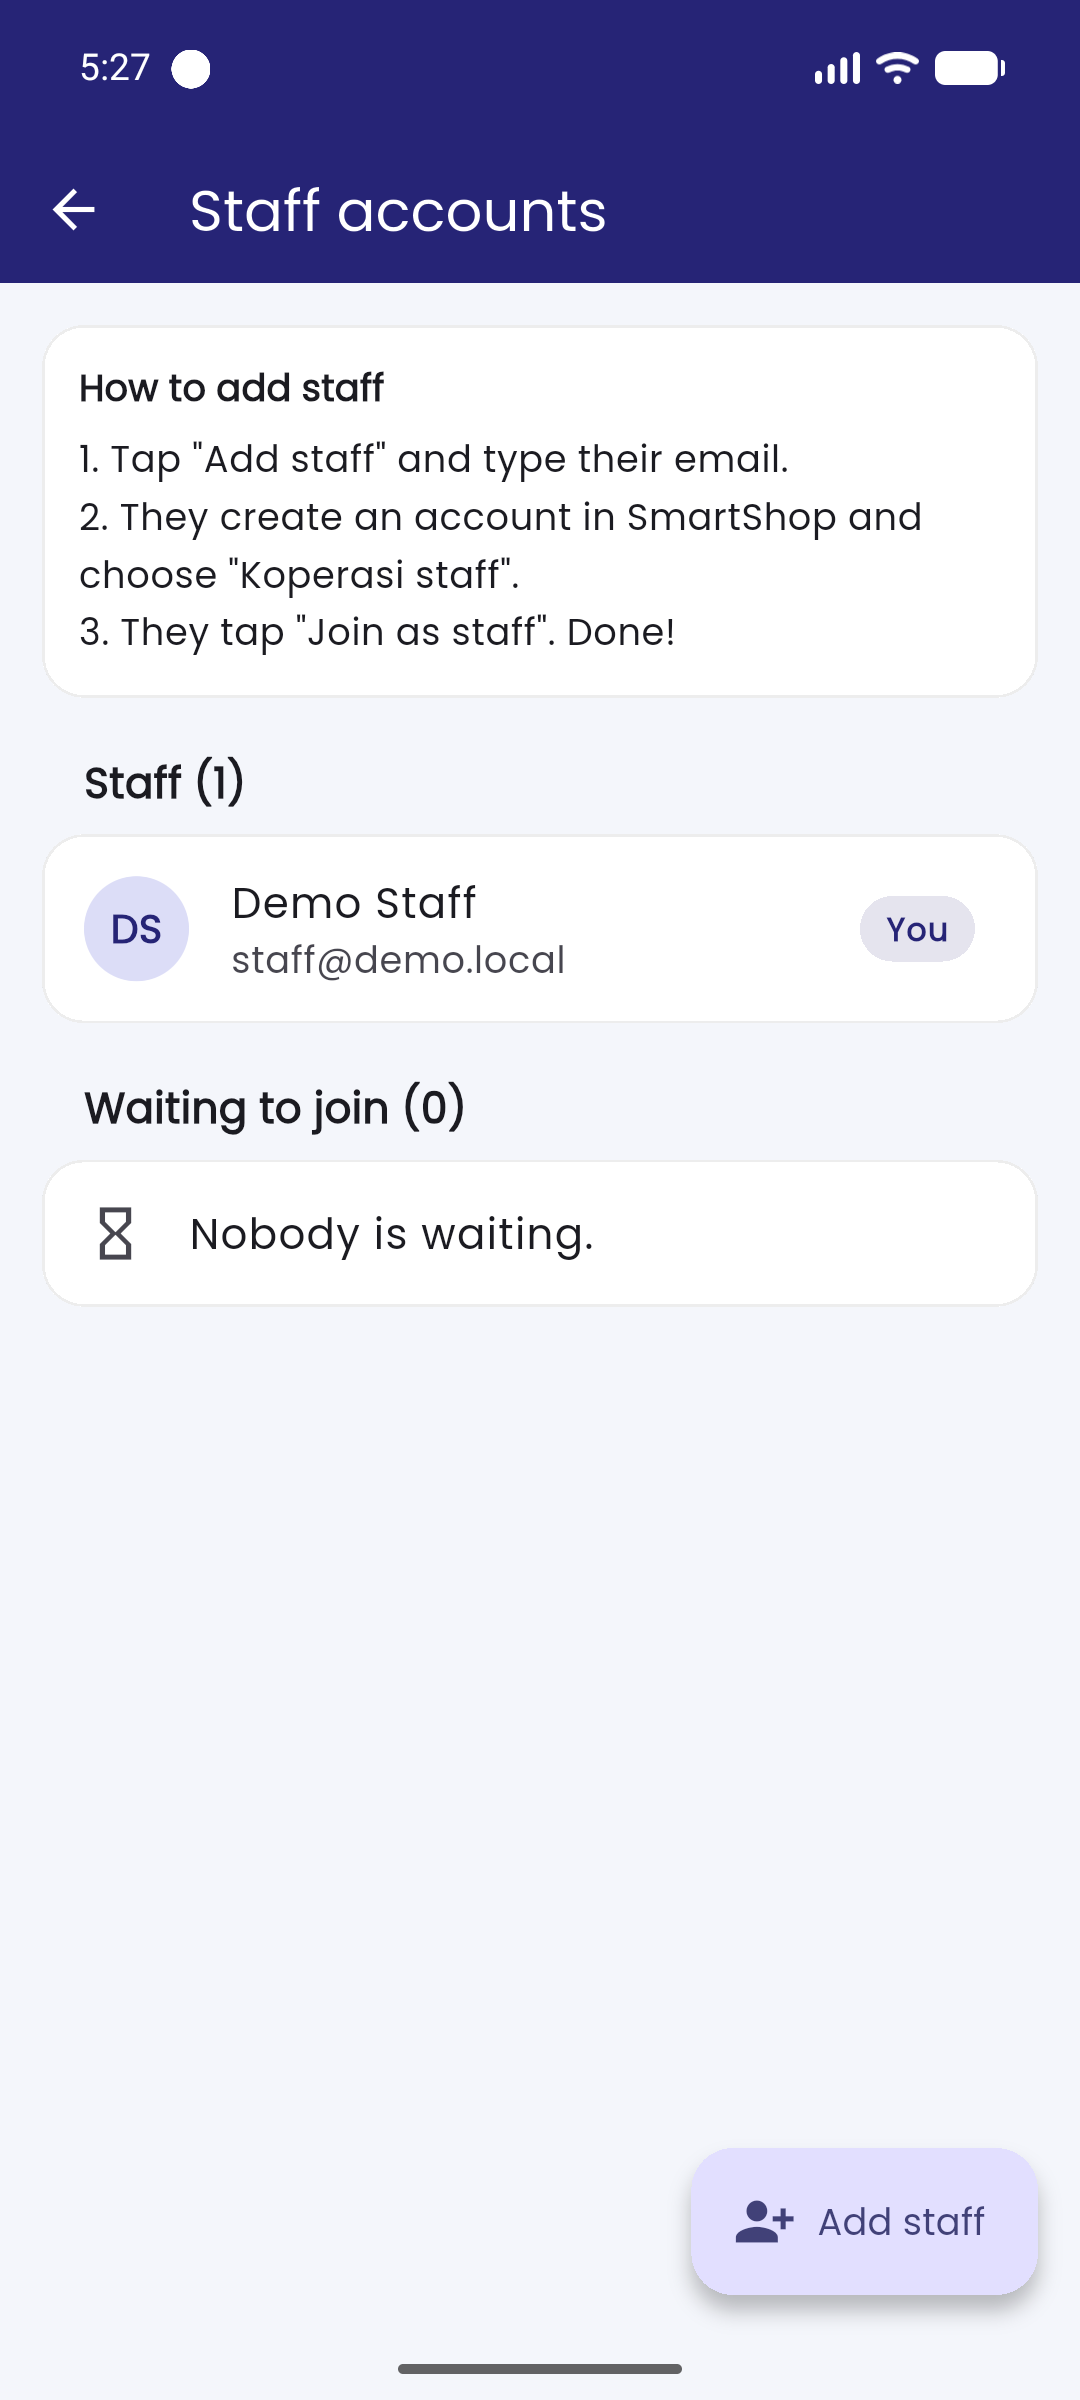 5:27
Staff accounts
How to add staff
1. Tap "Add staff" and type their email.
2. They create an account in SmartShop and
choose "Koperasi staff".
3. They tap "Join as staff". Done!
Staff (1)
DS
Demo Staff
staff@demo.local
You
Waiting to join (0)
Nobody is waiting.
Add staff